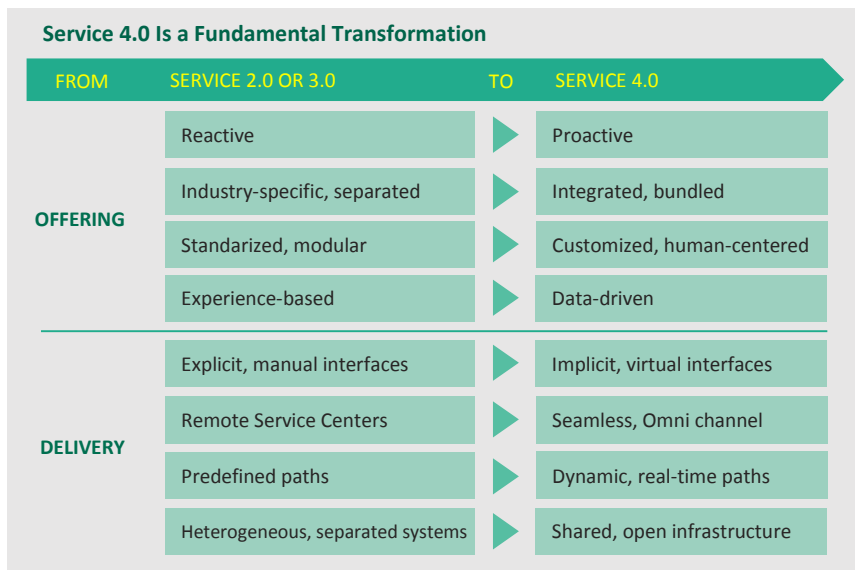 Service 4.0 Is a Fundamental Transformation
FROM SERVICE 2.0 OR 3.0 TO SERVICE 4.0
OFFERING
Reactive Proactive
Industry-specific, separated Integrated, bundled
Standarized, modular Customized, human-centered
Experience-based Data-driven
DELIVERY
Explicit, manual interfaces Implicit, virtual interfaces
Remote Service Centers Seamless, Omni channel
Predefined paths Dynamic, real-time paths
Heterogeneous, separated systems Shared, open infrastructure